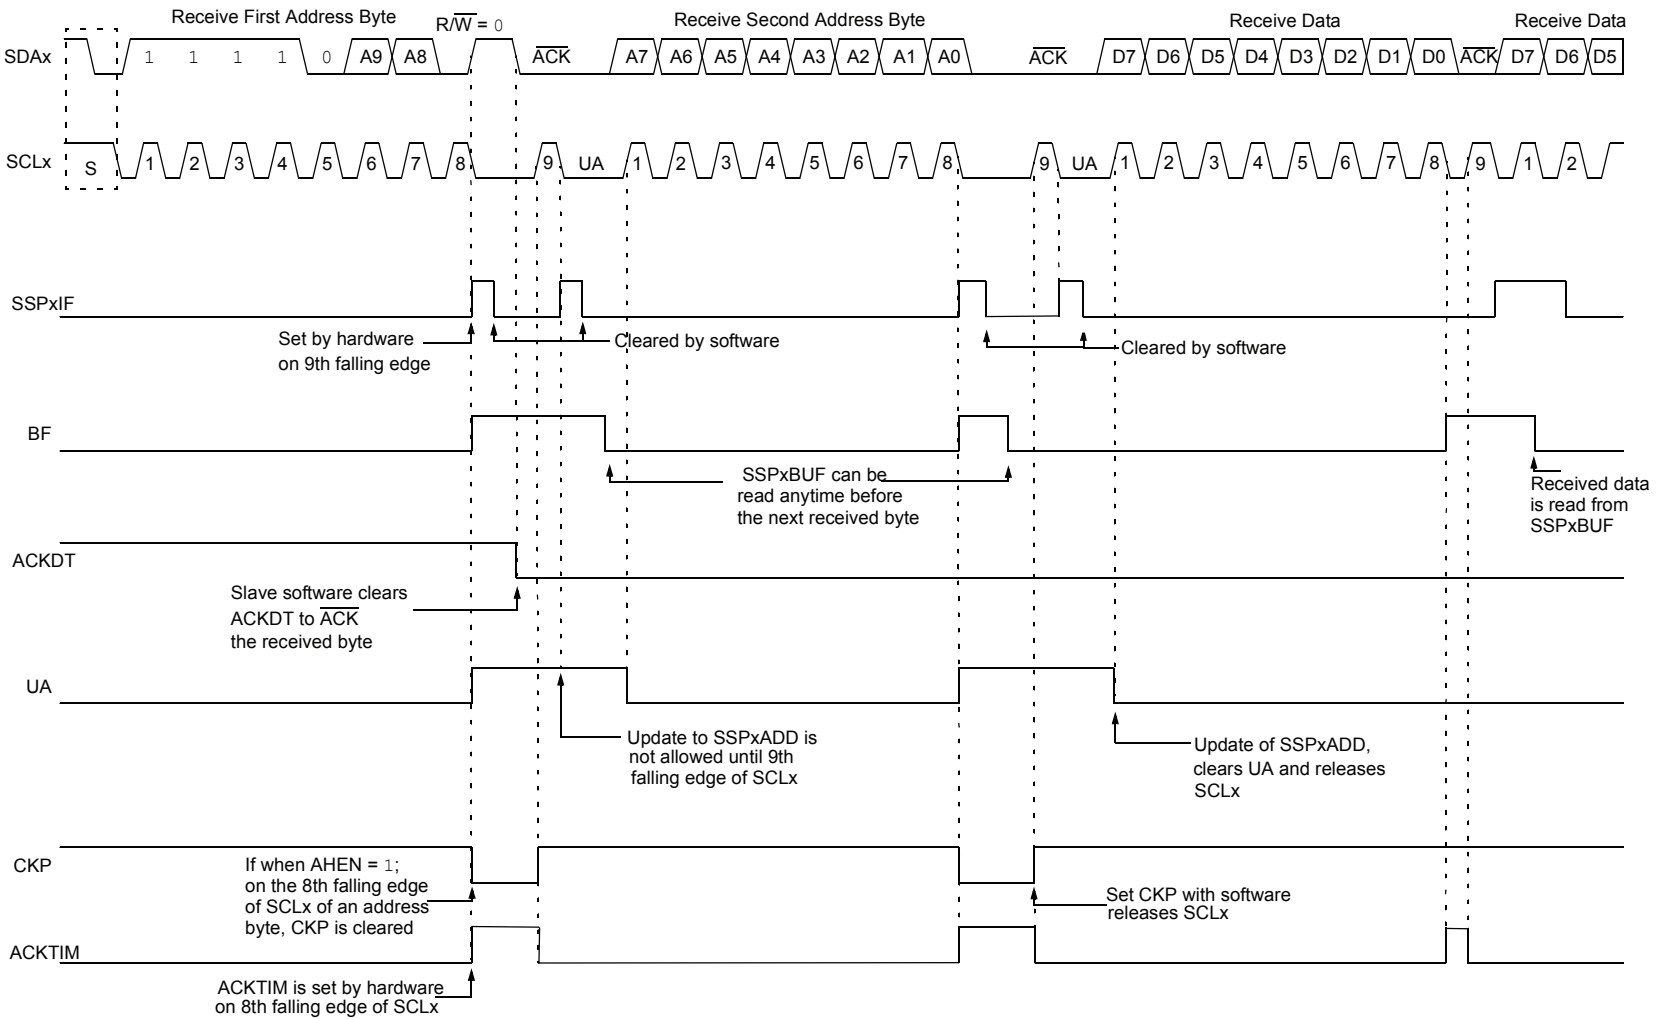 Receive First Address Byte
R/W = 0
Receive Second Address Byte
Receive Data
Receive Data
SDAx
1 1 1 1 0 A9 A8
ACK
A7 A6 A5 A4 A3 A2 A1 A0
ACK
D7 D6 D5 D4 D3 D2 D1 D0 ACK D7 D6 D5
SCLx
S 1 2 3 4 5 6 7 8 9 UA 1 2 3 4 5 6 7 8 9 UA 1 2 3 4 5 6 7 8 9 1 2
SSPxIF
Set by hardware
on 9th falling edge
Cleared by software
Cleared by software
BF
SSPxBUF can be
read anytime before
the next received byte
Received data
is read from
SSPxBUF
ACKDT
Slave software clears
ACKDT to ACK
the received byte
UA
Update to SSPxADD is
not allowed until 9th
falling edge of SCLx
Update of SSPxADD,
clears UA and releases
SCLx
CKP
If when AHEN = 1;
on the 8th falling edge
of SCLx of an address
byte, CKP is cleared
Set CKP with software
releases SCLx
ACKTIM
ACKTIM is set by hardware
on 8th falling edge of SCLx